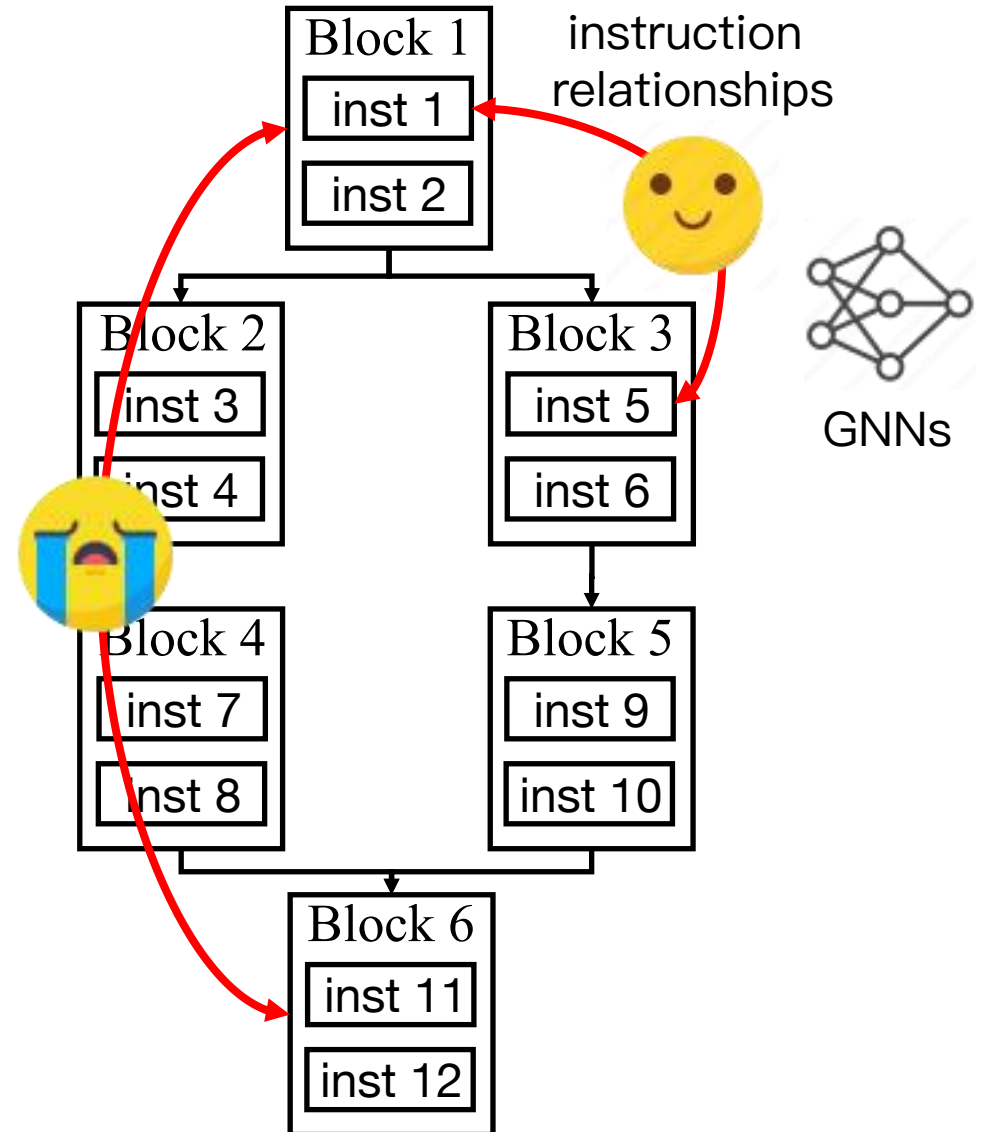 Block 1
inst 1
inst 2
instruction
relationships
Block 2
inst 3
inst 4
Block 3
inst 5
inst 6
GNNs
Block 4
inst 7
inst 8
Block 5
inst 9
inst 10
Block 6
inst 11
inst 12